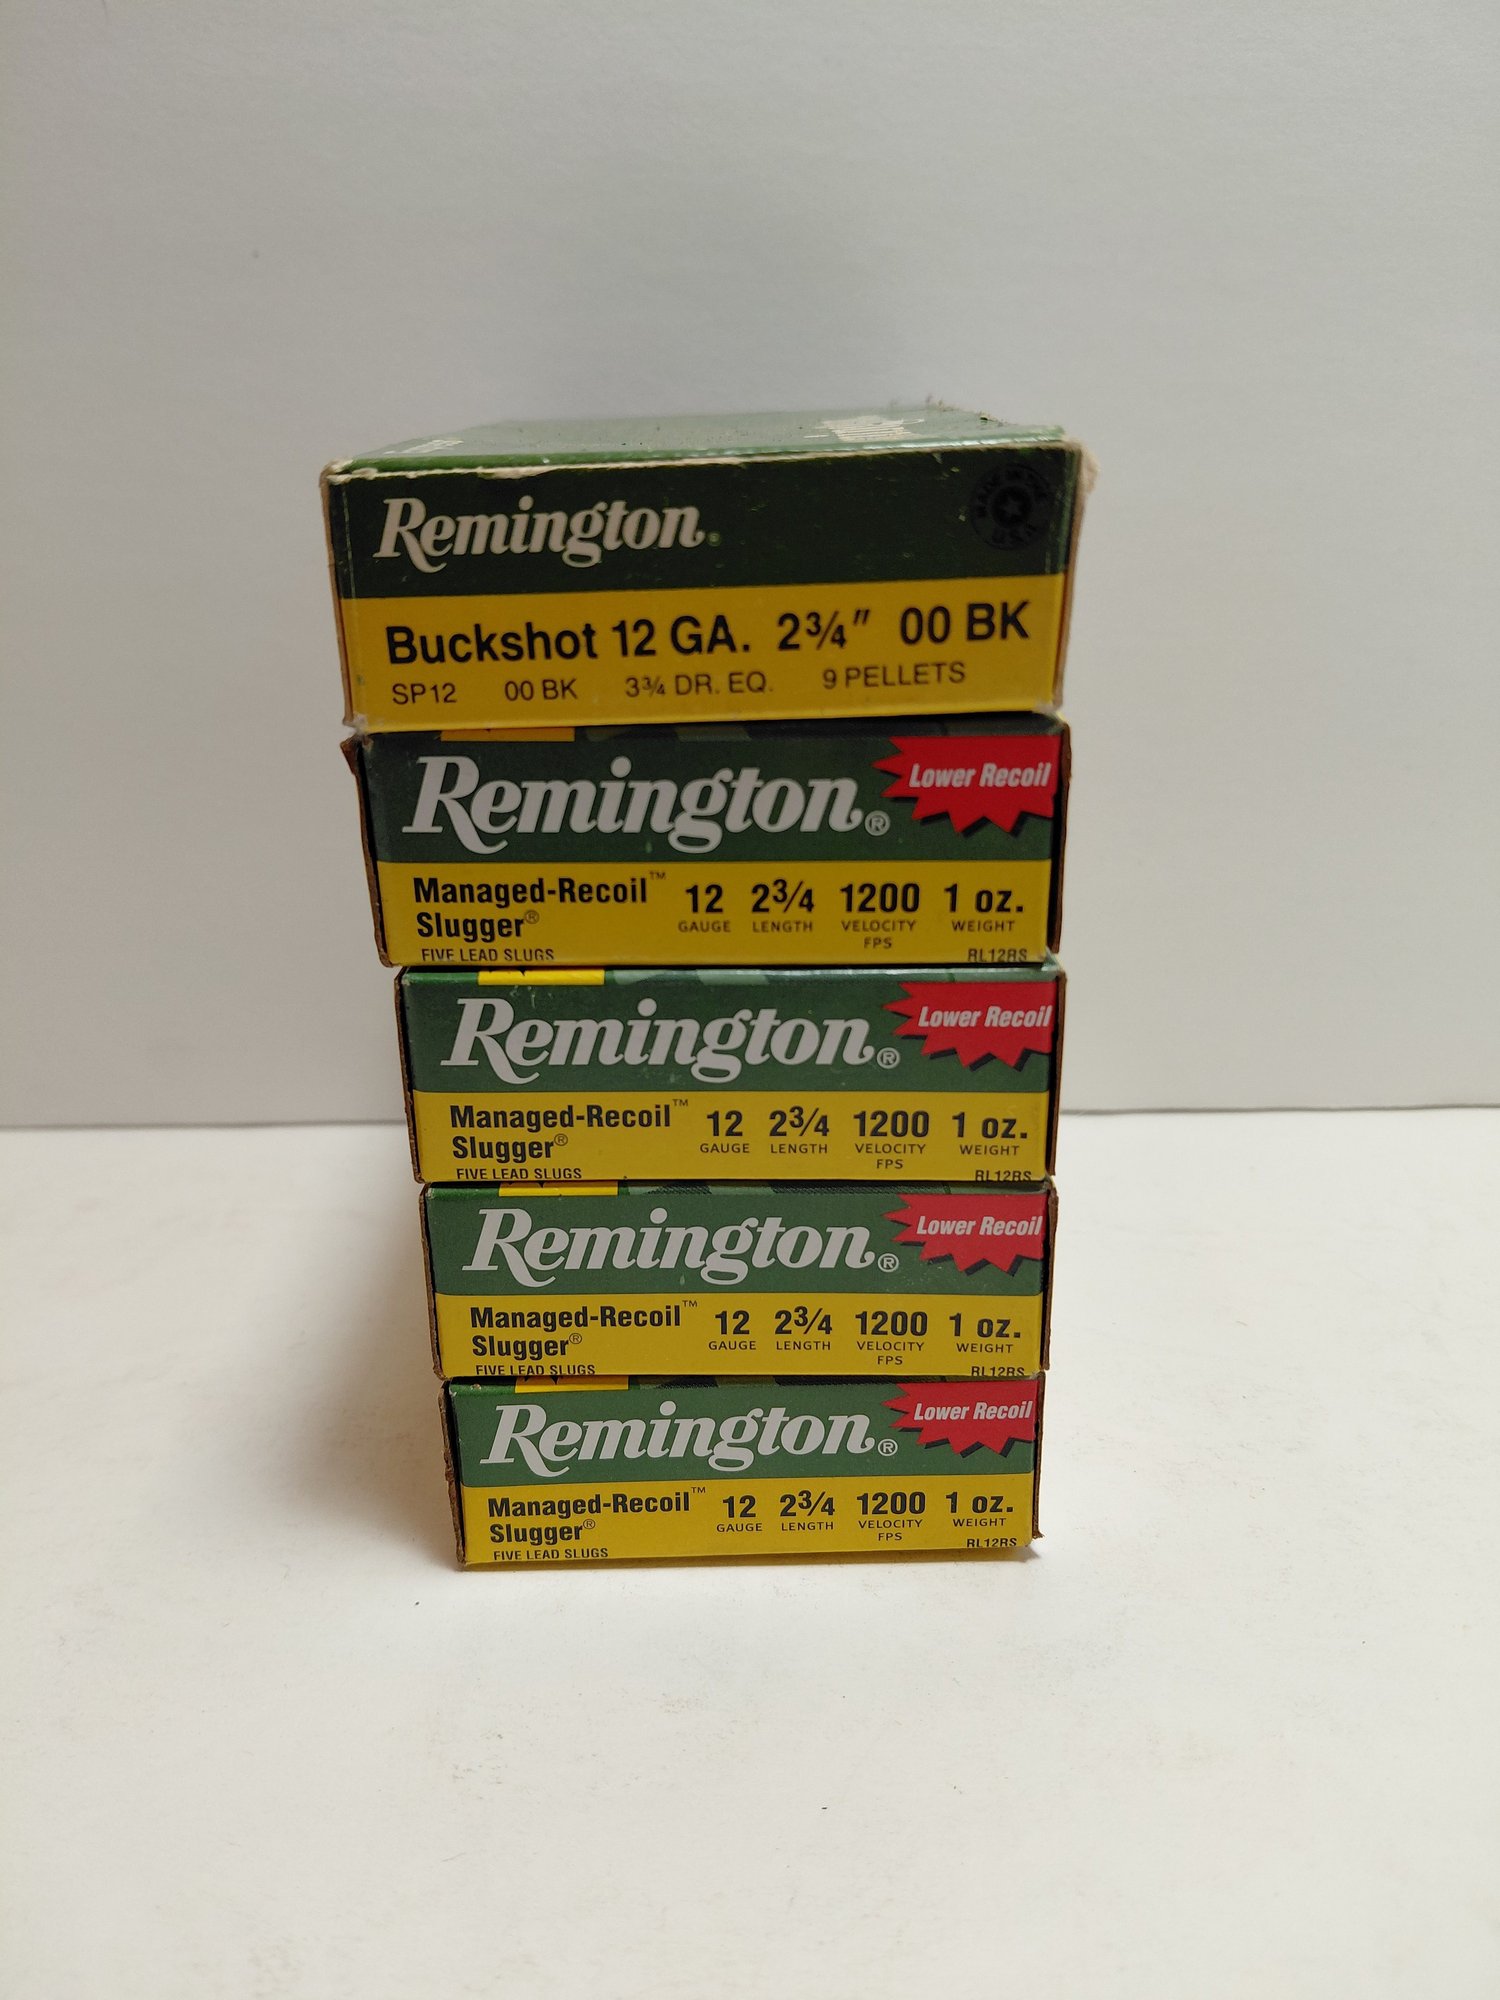 Remington
MADE IN THE
U.S.A
Buckshot 12 GA. 2¾" 00 BK
SP12 00 BK 3¾ DR. EQ. 9 PELLETS
Remington®
Lower Recoil
Managed-Recoil™ 12 2¾ 1200 1 oz.
Slugger® GAUGE LENGTH VELOCITY WEIGHT
FPS
FIVE LEAD SLUGS RL12RS
Remington®
Lower Recoil
Managed-Recoil™ 12 2¾ 1200 1 oz.
Slugger® GAUGE LENGTH VELOCITY WEIGHT
FPS
FIVE LEAD SLUGS RL12RS
Remington®
Lower Recoil
Managed-Recoil™ 12 2¾ 1200 1 oz.
Slugger® GAUGE LENGTH VELOCITY WEIGHT
FPS
FIVE LEAD SLUGS RL12RS
Remington®
Lower Recoil
Managed-Recoil™ 12 2¾ 1200 1 oz.
Slugger® GAUGE LENGTH VELOCITY WEIGHT
FPS
FIVE LEAD SLUGS RL12RS